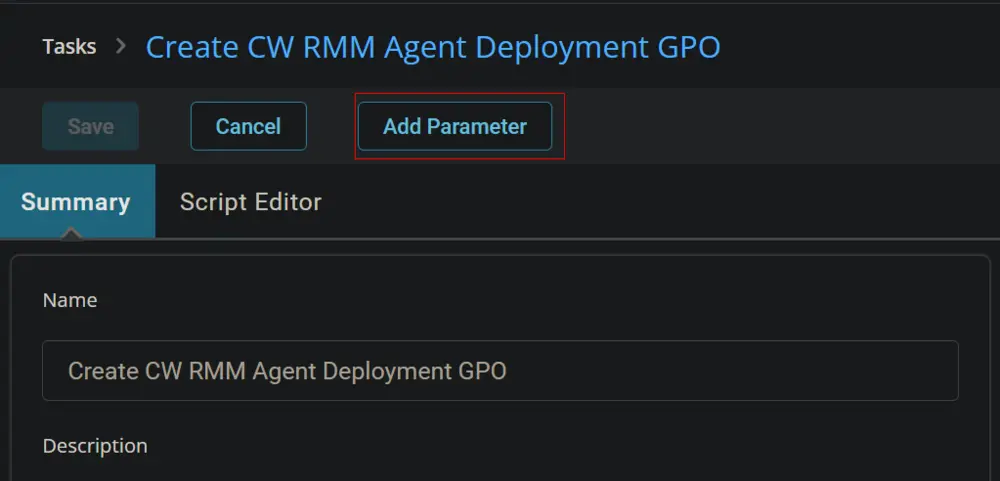 Tasks > Create CW RMM Agent Deployment GPO
Save Cancel Add Parameter
Summary Script Editor
Name
Create CW RMM Agent Deployment GPO
Description